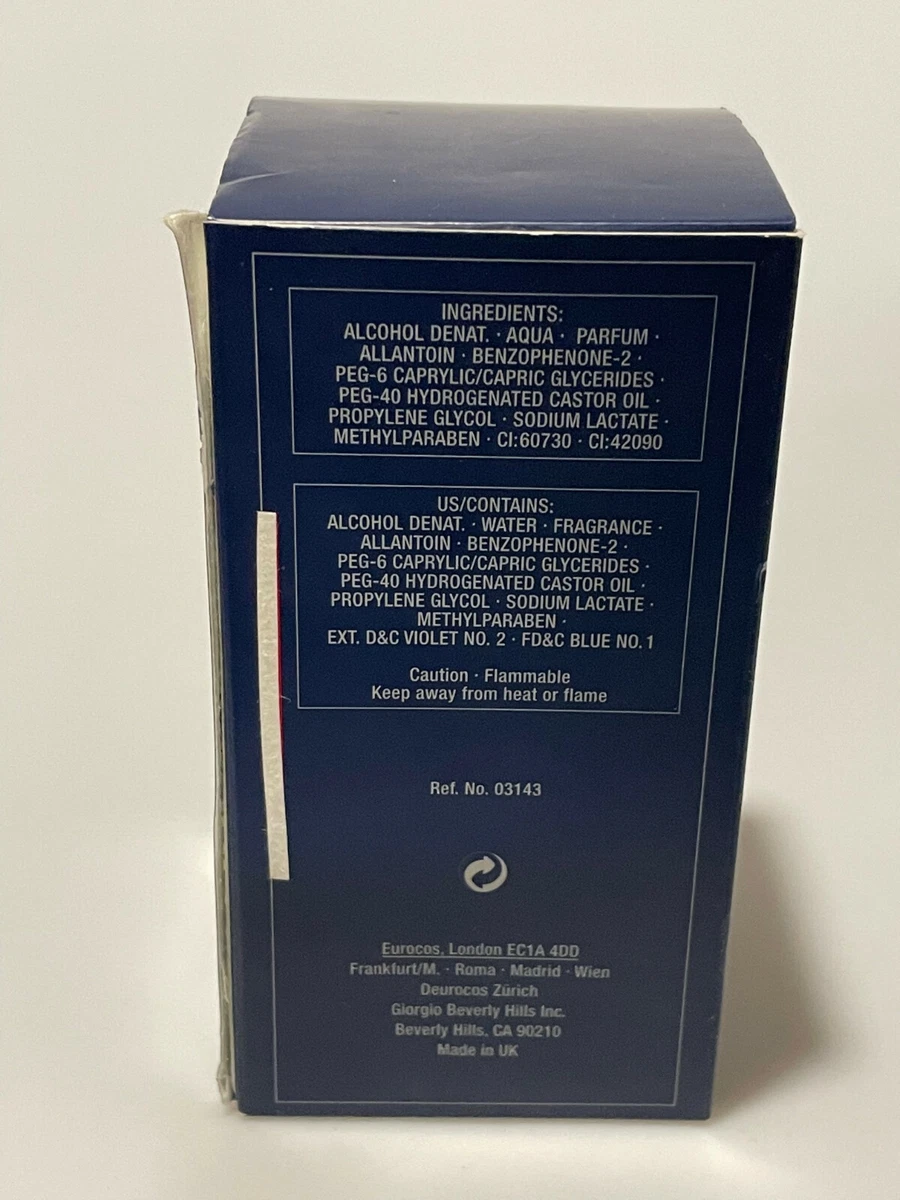 INGREDIENTS:
ALCOHOL DENAT. · AQUA · PARFUM ·
ALLANTOIN · BENZOPHENONE-2 ·
PEG-6 CAPRYLIC/CAPRIC GLYCERIDES ·
PEG-40 HYDROGENATED CASTOR OIL ·
PROPYLENE GLYCOL · SODIUM LACTATE ·
METHYLPARABEN · CI:60730 · CI:42090
US/CONTAINS:
ALCOHOL DENAT. · WATER · FRAGRANCE ·
ALLANTOIN · BENZOPHENONE-2 ·
PEG-6 CAPRYLIC/CAPRIC GLYCERIDES ·
PEG-40 HYDROGENATED CASTOR OIL ·
PROPYLENE GLYCOL · SODIUM LACTATE ·
METHYLPARABEN ·
EXT. D&C VIOLET NO. 2 · FD&C BLUE NO. 1
Caution · Flammable
Keep away from heat or flame
Ref. No. 03143
Eurocos, London EC1A 4DD
Frankfurt/M. · Roma · Madrid · Wien
Deurocos Zürich
Giorgio Beverly Hills Inc.
Beverly Hills, CA 90210
Made in UK